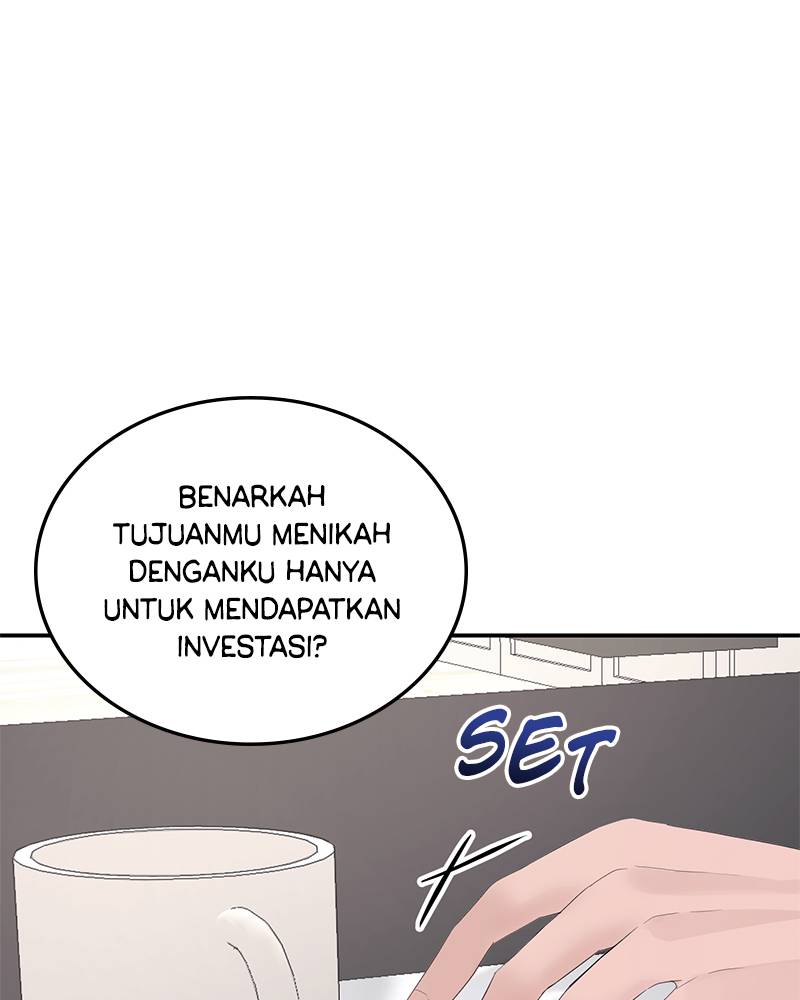 BENARKAH
TUJUANMU MENIKAH
DENGANKU HANYA
UNTUK MENDAPATKAN
INVESTASI?
SET